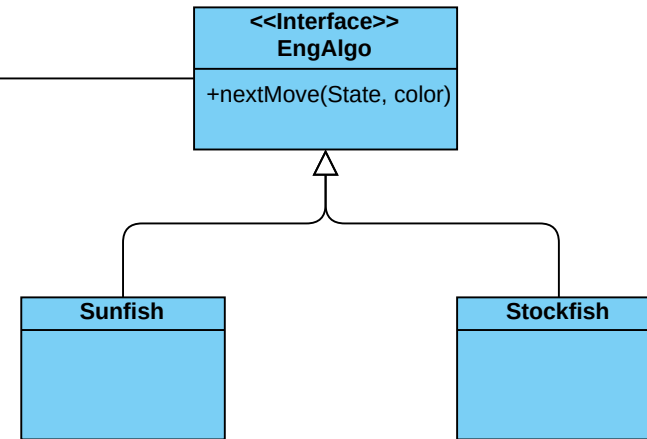 <<Interface>>
EngAlgo
+nextMove(State, color)
Sunfish
Stockfish